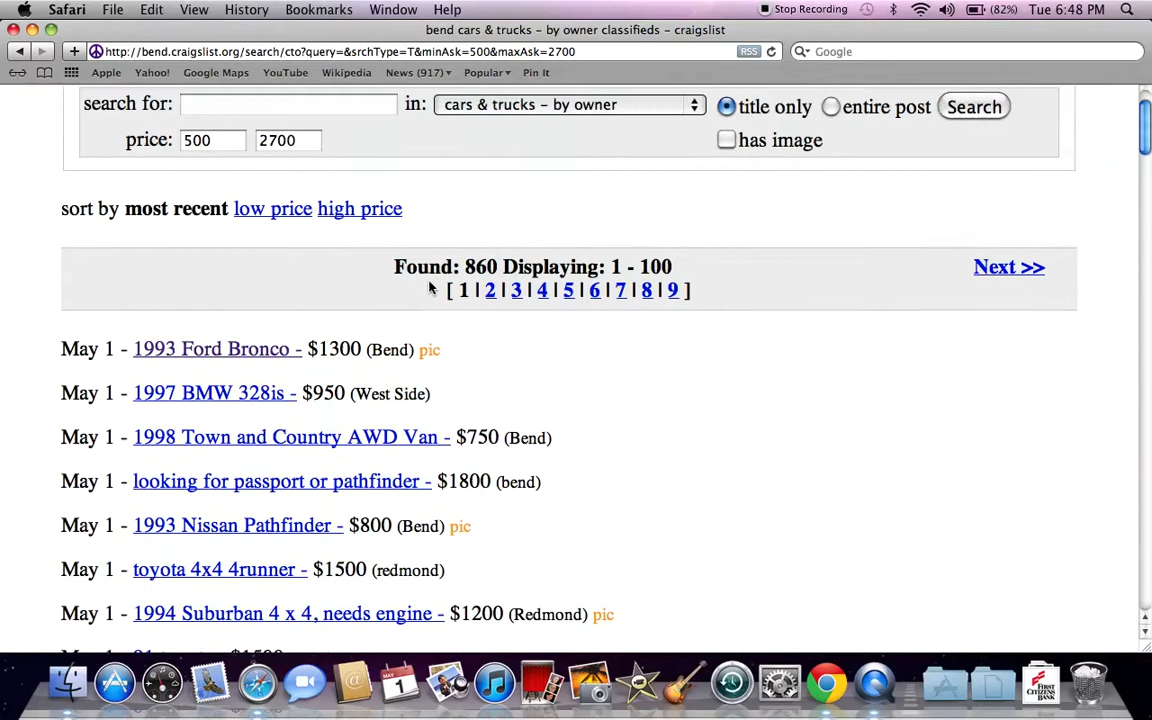 Safari File Edit View History Bookmarks Window Help Stop Recording (82%) Tue 6:48 PM
bend cars & trucks – by owner classifieds – craigslist
http://bend.craigslist.org/search/cto?query=&srchType=T&minAsk=500&maxAsk=2700 RSS Google
Apple Yahoo! Google Maps YouTube Wikipedia News (917) Popular Pin It
search for: in: cars & trucks – by owner title only entire post Search
price: 500 2700 has image
sort by most recent low price high price
Found: 860 Displaying: 1 - 100 Next >>
[ 1 | 2 | 3 | 4 | 5 | 6 | 7 | 8 | 9 ]
May 1 - 1993 Ford Bronco - $1300 (Bend) pic
May 1 - 1997 BMW 328is - $950 (West Side)
May 1 - 1998 Town and Country AWD Van - $750 (Bend)
May 1 - looking for passport or pathfinder - $1800 (bend)
May 1 - 1993 Nissan Pathfinder - $800 (Bend) pic
May 1 - toyota 4x4 4runner - $1500 (redmond)
May 1 - 1994 Suburban 4 x 4, needs engine - $1200 (Redmond) pic
MAY 1 FIRST CITIZENS BANK